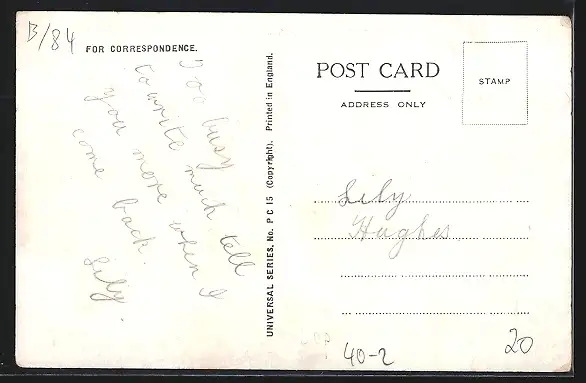 B/84
FOR CORRESPONDENCE.
Too busy
to write much tell
you more when I
come back.
Lily.
UNIVERSAL SERIES. No. P C 15 (Copyright). Printed in England.
POST CARD
ADDRESS ONLY
STAMP
Lily
Hughes
40-2
20